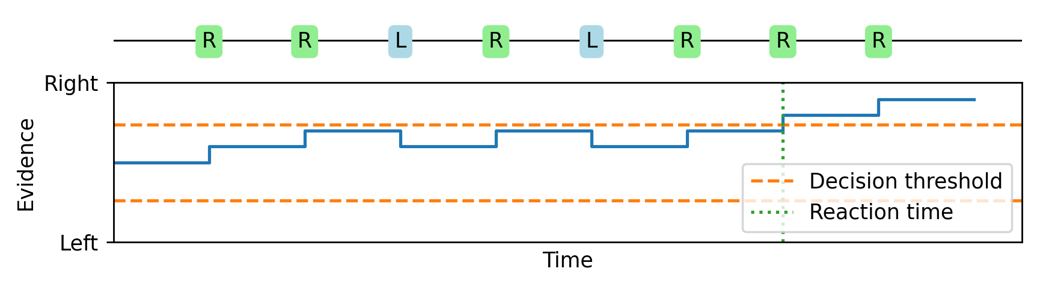 R R L R L R R R
Right
Evidence
Left
Decision threshold
Reaction time
Time